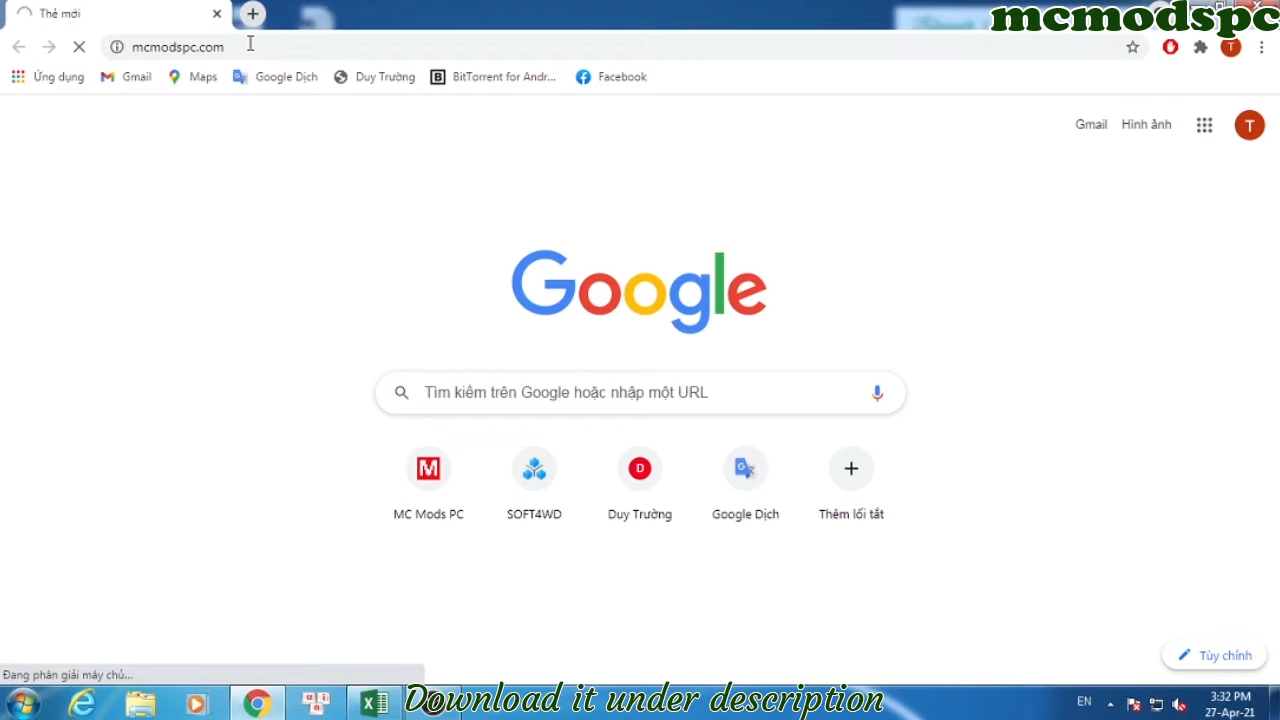 Thẻ mới
mcmodspc
mcmodspc.com
T
Ứng dụng
Gmail
Maps
Google Dịch
Duy Trường
BitTorrent for Andr...
Facebook
Gmail
Hình ảnh
T
Google
Tìm kiếm trên Google hoặc nhập một URL
MC Mods PC
SOFT4WD
Duy Trường
Google Dịch
Thêm lối tắt
Tùy chỉnh
Đang phân giải máy chủ...
Download it under description
EN
3:32 PM
27-Apr-21